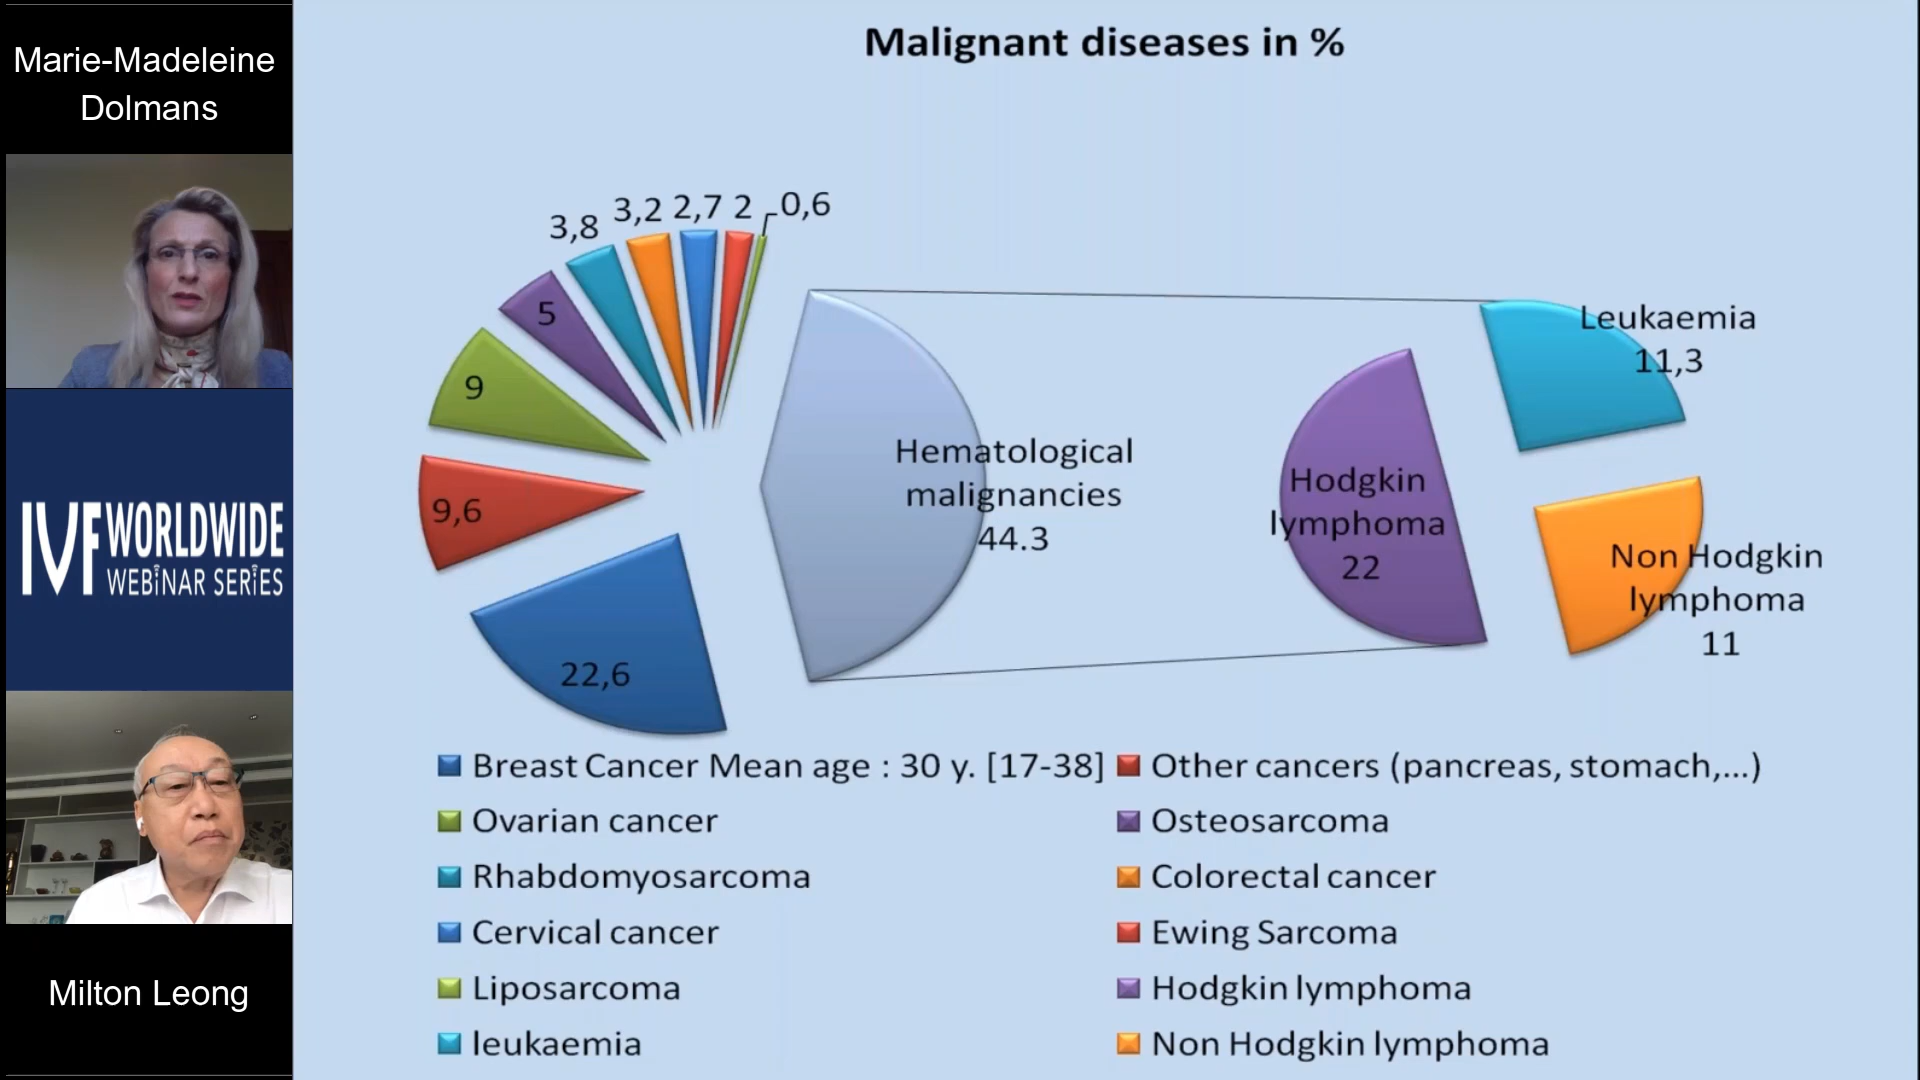 Marie-Madeleine
Dolmans
IVF WORLDWIDE
WEBINAR SERIES
Milton Leong
Malignant diseases in %
3,8
3,2
2,7
2
0,6
5
9
9,6
22,6
Hematological
malignancies
44.3
Hodgkin
lymphoma
22
Leukaemia
11,3
Non Hodgkin
lymphoma
11
Breast Cancer Mean age : 30 y. [17-38]
Other cancers (pancreas, stomach,...)
Ovarian cancer
Osteosarcoma
Rhabdomyosarcoma
Colorectal cancer
Cervical cancer
Ewing Sarcoma
Liposarcoma
Hodgkin lymphoma
leukaemia
Non Hodgkin lymphoma